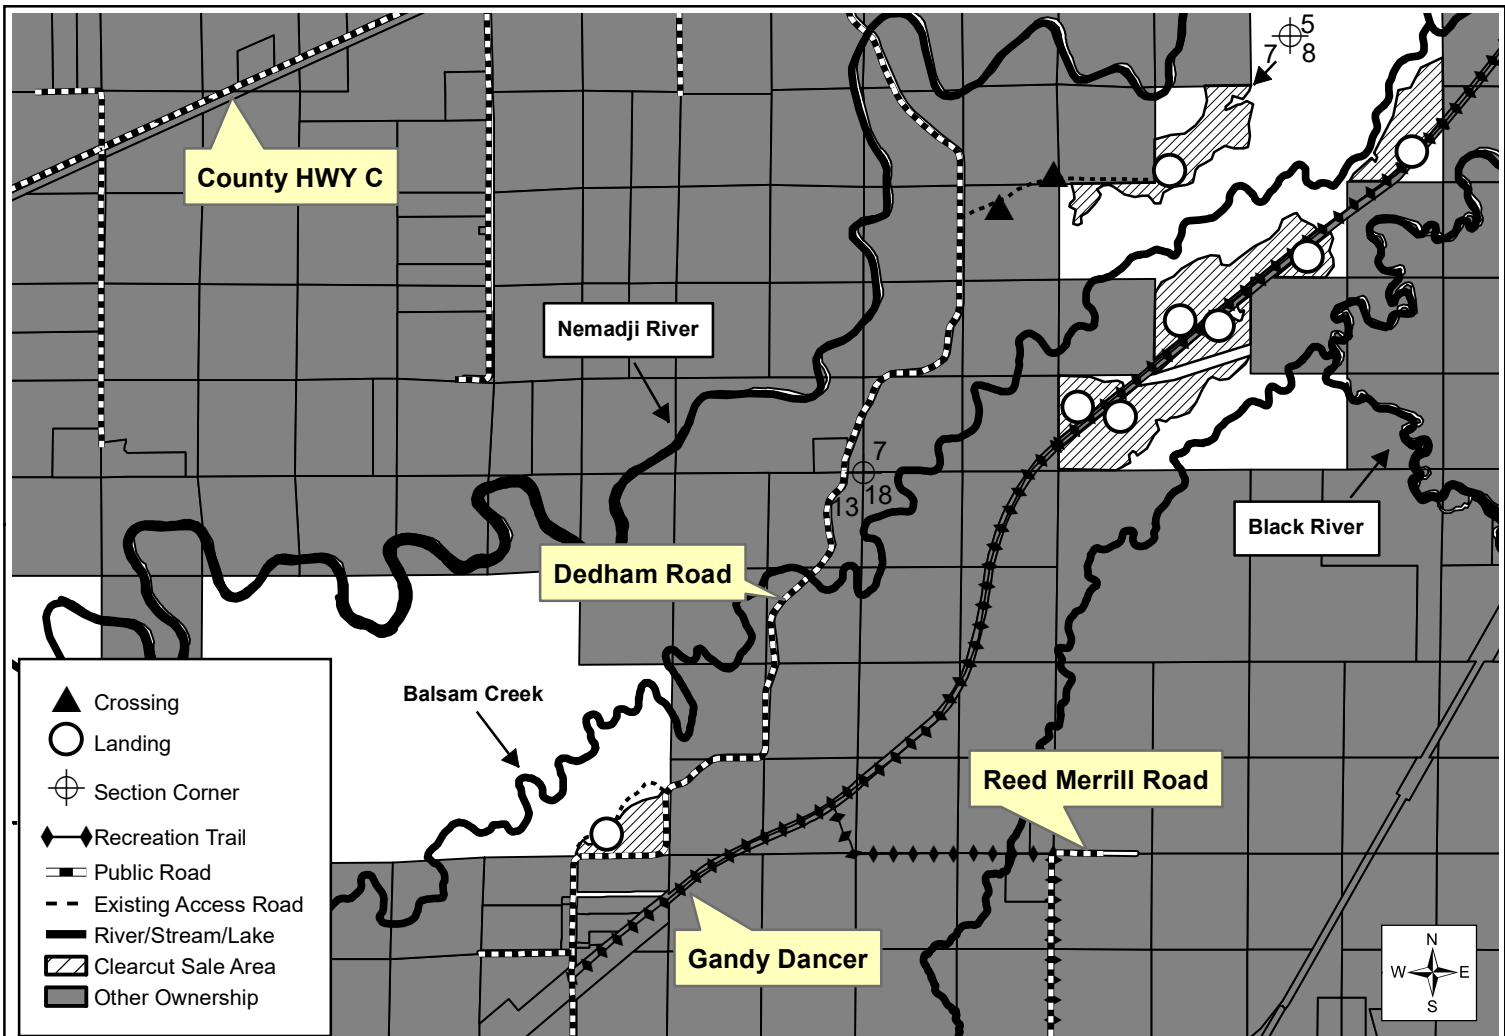 5
7 8
County HWY C
Nemadji River
7
13 18
Black River
Dedham Road
Balsam Creek
Reed Merrill Road
Gandy Dancer
Crossing
Landing
Section Corner
Recreation Trail
Public Road
Existing Access Road
River/Stream/Lake
Clearcut Sale Area
Other Ownership
N
W E
S